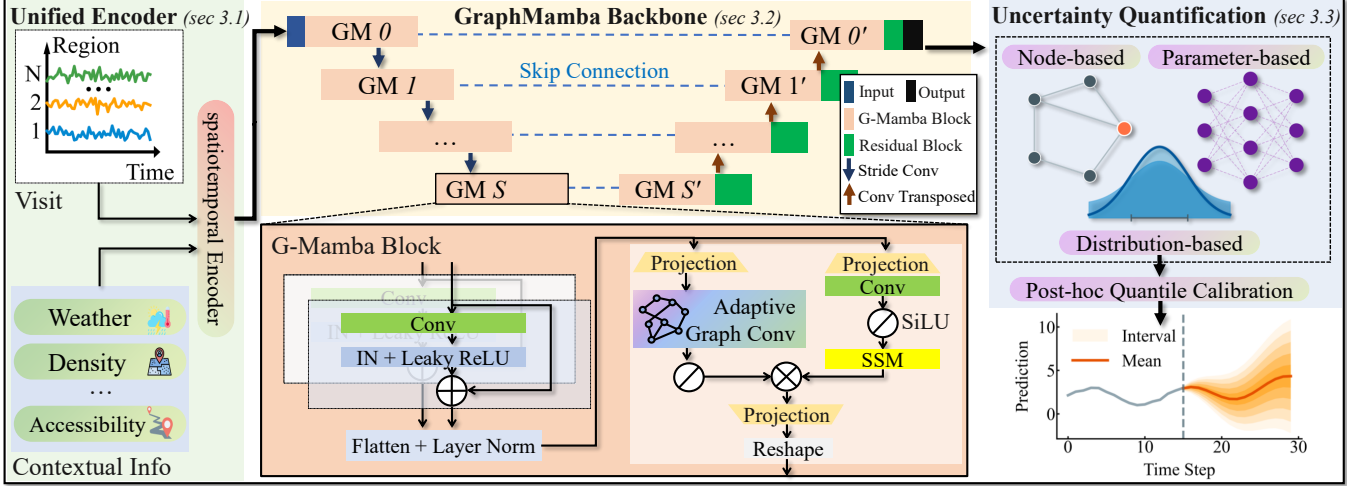 Unified Encoder (sec 3.1)
Region
N
...
2
1
Time
Visit
spatiotemporal Encoder
Weather
Density
...
Accessibility
Contextual Info
GraphMamba Backbone (sec 3.2)
GM 0
GM 0′
GM 1
Skip Connection
GM 1′
...
...
GM S
GM S′
Input
Output
G-Mamba Block
Residual Block
Stride Conv
Conv Transposed
G-Mamba Block
Conv
Conv
IN + Leaky ReLU
IN + Leaky ReLU
Flatten + Layer Norm
Projection
Projection
Conv
Adaptive
Graph Conv
SiLU
SSM
Projection
Reshape
Uncertainty Quantification (sec 3.3)
Node-based
Parameter-based
Distribution-based
Post-hoc Quantile Calibration
Prediction
10
5
0
Interval
Mean
0
10
20
30
Time Step